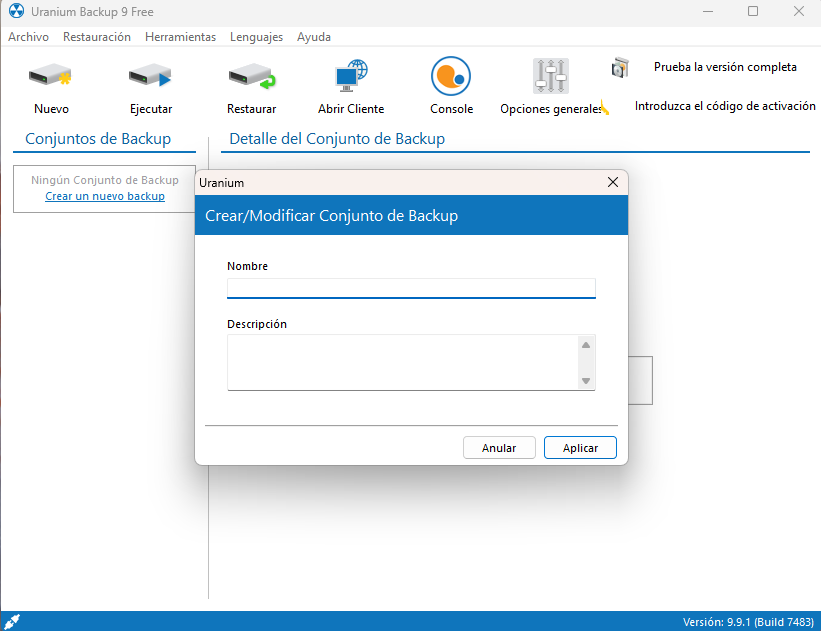 Uranium Backup 9 Free
Archivo Restauración Herramientas Lenguajes Ayuda
Nuevo Ejecutar Restaurar Abrir Cliente Console Opciones generales
Prueba la versión completa
Introduzca el código de activación
Conjuntos de Backup
Detalle del Conjunto de Backup
Ningún Conjunto de Backup
Crear un nuevo backup
Uranium
Crear/Modificar Conjunto de Backup
Nombre
Descripción
Anular Aplicar
Versión: 9.9.1 (Build 7483)